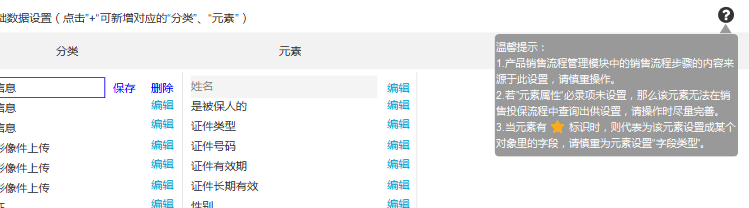 础数据设置（点击"+"可新增对应的"分类"、"元素"）
分类
元素
温馨提示：
1.产品销售流程管理模块中的销售流程步骤的内容来
源于此设置，请慎重操作。
2.若"元素属性"必录项未设置，那么该元素无法在销
售投保流程中查询出供设置，请操作时尽量完善。
3.当元素有 标识时，则代表为该元素设置成某个
对象里的字段，请慎重为元素设置"字段类型"。
信息 保存 删除 姓名 编辑
信息 编辑 是被保人的 编辑
信息 编辑 证件类型 编辑
影像件上传 编辑 证件号码 编辑
影像件上传 编辑 证件有效期 编辑
影像件上传 编辑 证件长期有效 编辑
编辑 性别 编辑